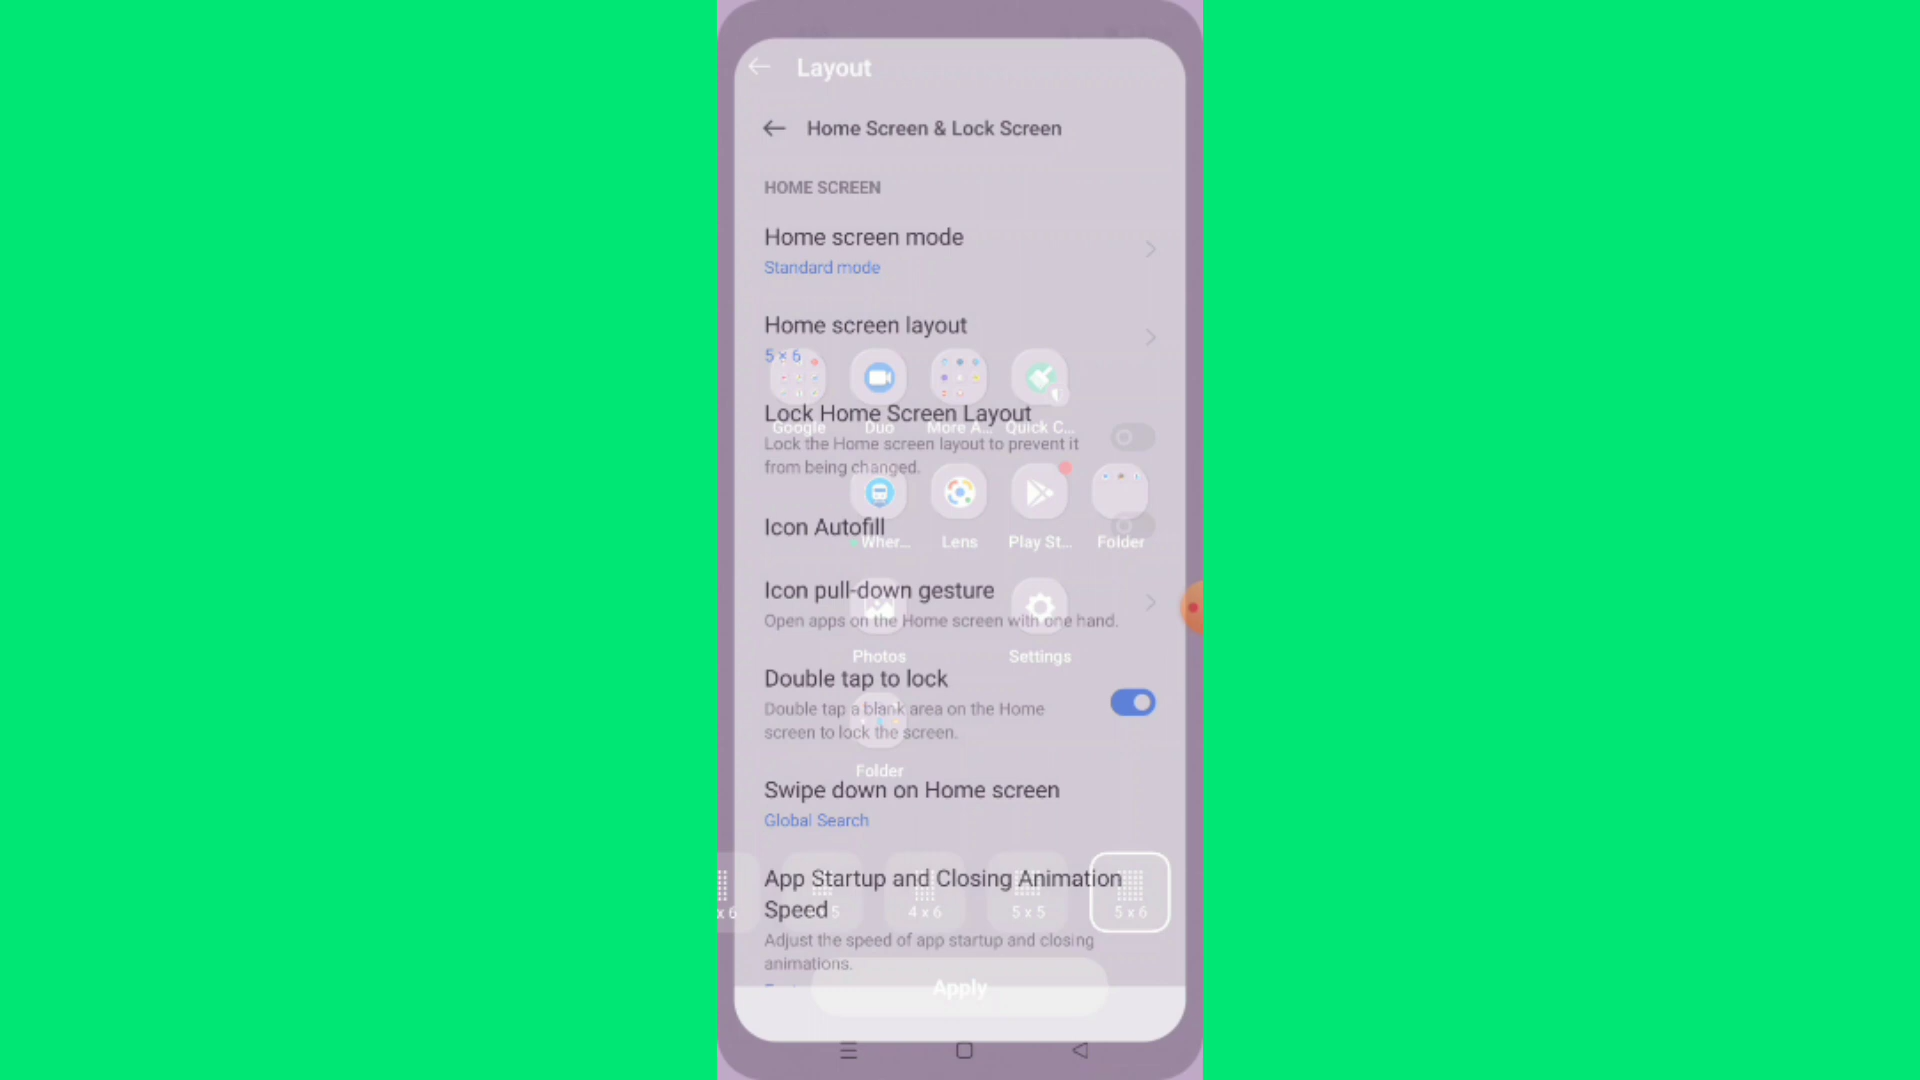 Layout
Home Screen & Lock Screen
HOME SCREEN
Home screen mode
Standard mode
Home screen layout
5 × 6
Lock Home Screen Layout
Google Duo More A... Quick C...
Lock the Home screen layout to prevent it
from being changed.
Icon Autofill
Wher... Lens Play St... Folder
Icon pull-down gesture
Open apps on the Home screen with one hand.
Photos Settings
Double tap to lock
Double tap a blank area on the Home
screen to lock the screen.
Folder
Swipe down on Home screen
Global Search
App Startup and Closing Animation
Speed
x 6 5 4 x 6 5 x 5 5 x 6
Adjust the speed of app startup and closing
animations.
Apply